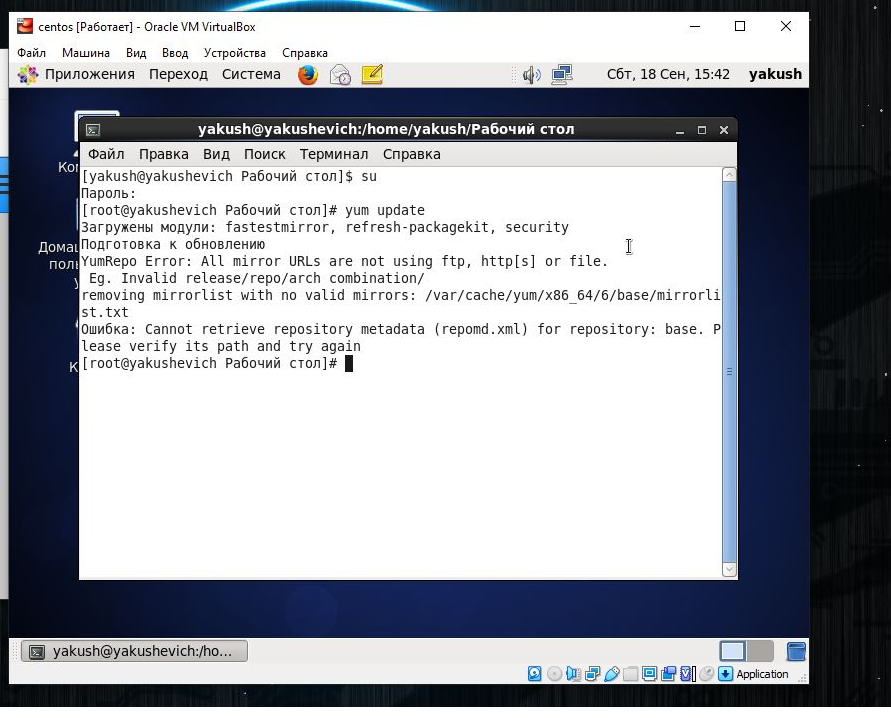 centos [Работает] - Oracle VM VirtualBox
Файл Машина Вид Ввод Устройства Справка
Приложения Переход Система Сбт, 18 Сен, 15:42 yakush
yakush@yakushevich:/home/yakush/Рабочий стол
Файл Правка Вид Поиск Терминал Справка
[yakush@yakushevich Рабочий стол]$ su
Пароль:
[root@yakushevich Рабочий стол]# yum update
Загружены модули: fastestmirror, refresh-packagekit, security
Подготовка к обновлению
YumRepo Error: All mirror URLs are not using ftp, http[s] or file.
Eg. Invalid release/repo/arch combination/
removing mirrorlist with no valid mirrors: /var/cache/yum/x86_64/6/base/mirrorli
st.txt
Ошибка: Cannot retrieve repository metadata (repomd.xml) for repository: base. P
lease verify its path and try again
[root@yakushevich Рабочий стол]#
yakush@yakushevich:/ho...
Application